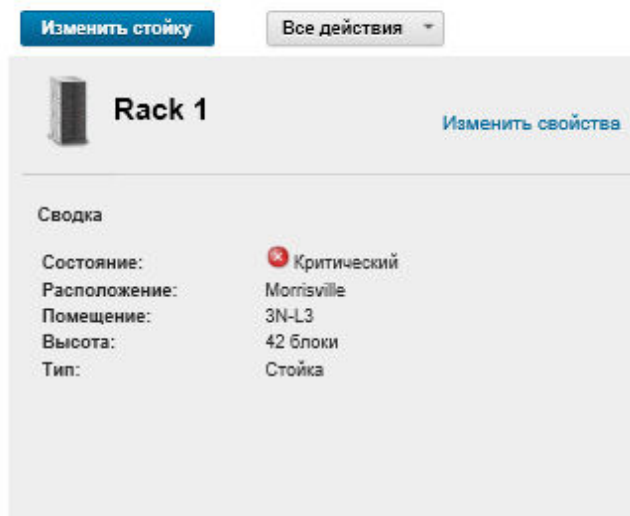 Изменить стойку Все действия
Rack 1
Изменить свойства
Сводка
Состояние: Критический
Расположение: Morrisville
Помещение: 3N-L3
Высота: 42 блоки
Тип: Стойка